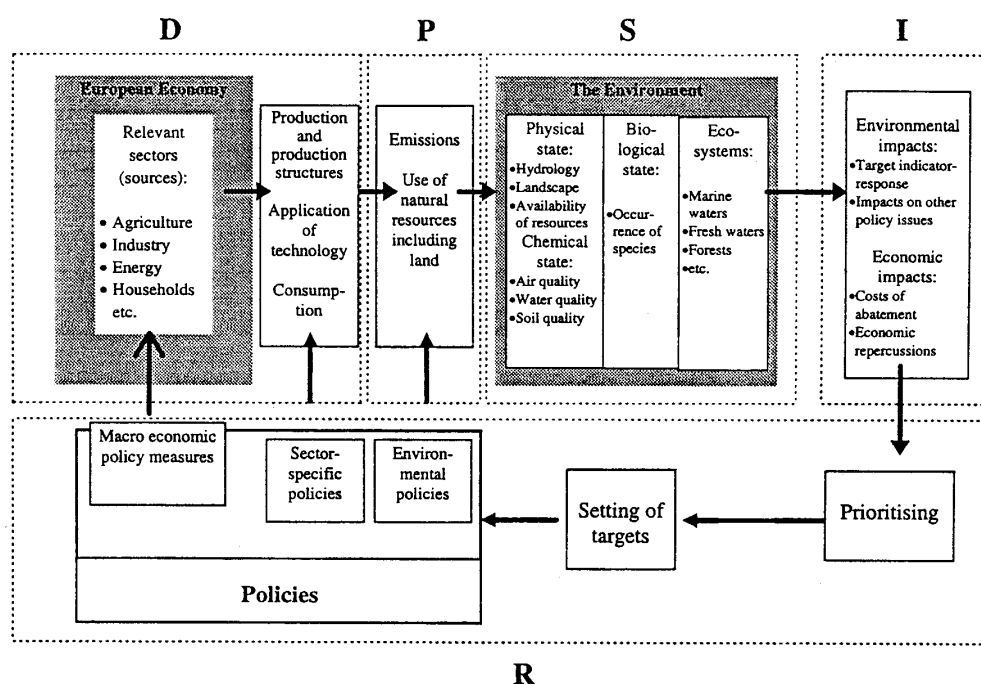 D
P
S
I
European Economy
Relevant
sectors
(sources):
• Agriculture
• Industry
• Energy
• Households
etc.
Production
and
production
structures
Application
of
technology
Consump-
tion
Emissions
Use of
natural
resources
including
land
The Environment
Physical
state:
•Hydrology
•Landscape
•Availability
of resources
Chemical
state:
•Air quality
•Water quality
•Soil quality
Bio-
logical
state:
•Occur-
rence of
species
Eco-
systems:
•Marine
waters
•Fresh waters
•Forests
•etc.
Environmental
impacts:
•Target indicator-
response
•Impacts on other
policy issues
Economic
impacts:
•Costs of
abatement
•Economic
repercussions
Macro economic
policy measures
Sector-
specific
policies
Environ-
mental
policies
Policies
Setting of
targets
Prioritising
R